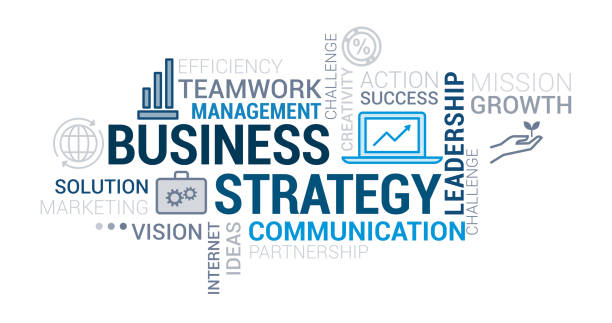 EFFICIENCY
TEAMWORK
MANAGEMENT
CHALLENGE
CREATIVITY
%
ACTION
SUCCESS
LEADERSHIP
MISSION
GROWTH
BUSINESS
STRATEGY
CHALLENGE
SOLUTION
MARKETING
VISION
INTERNET
IDEAS
COMMUNICATION
PARTNERSHIP